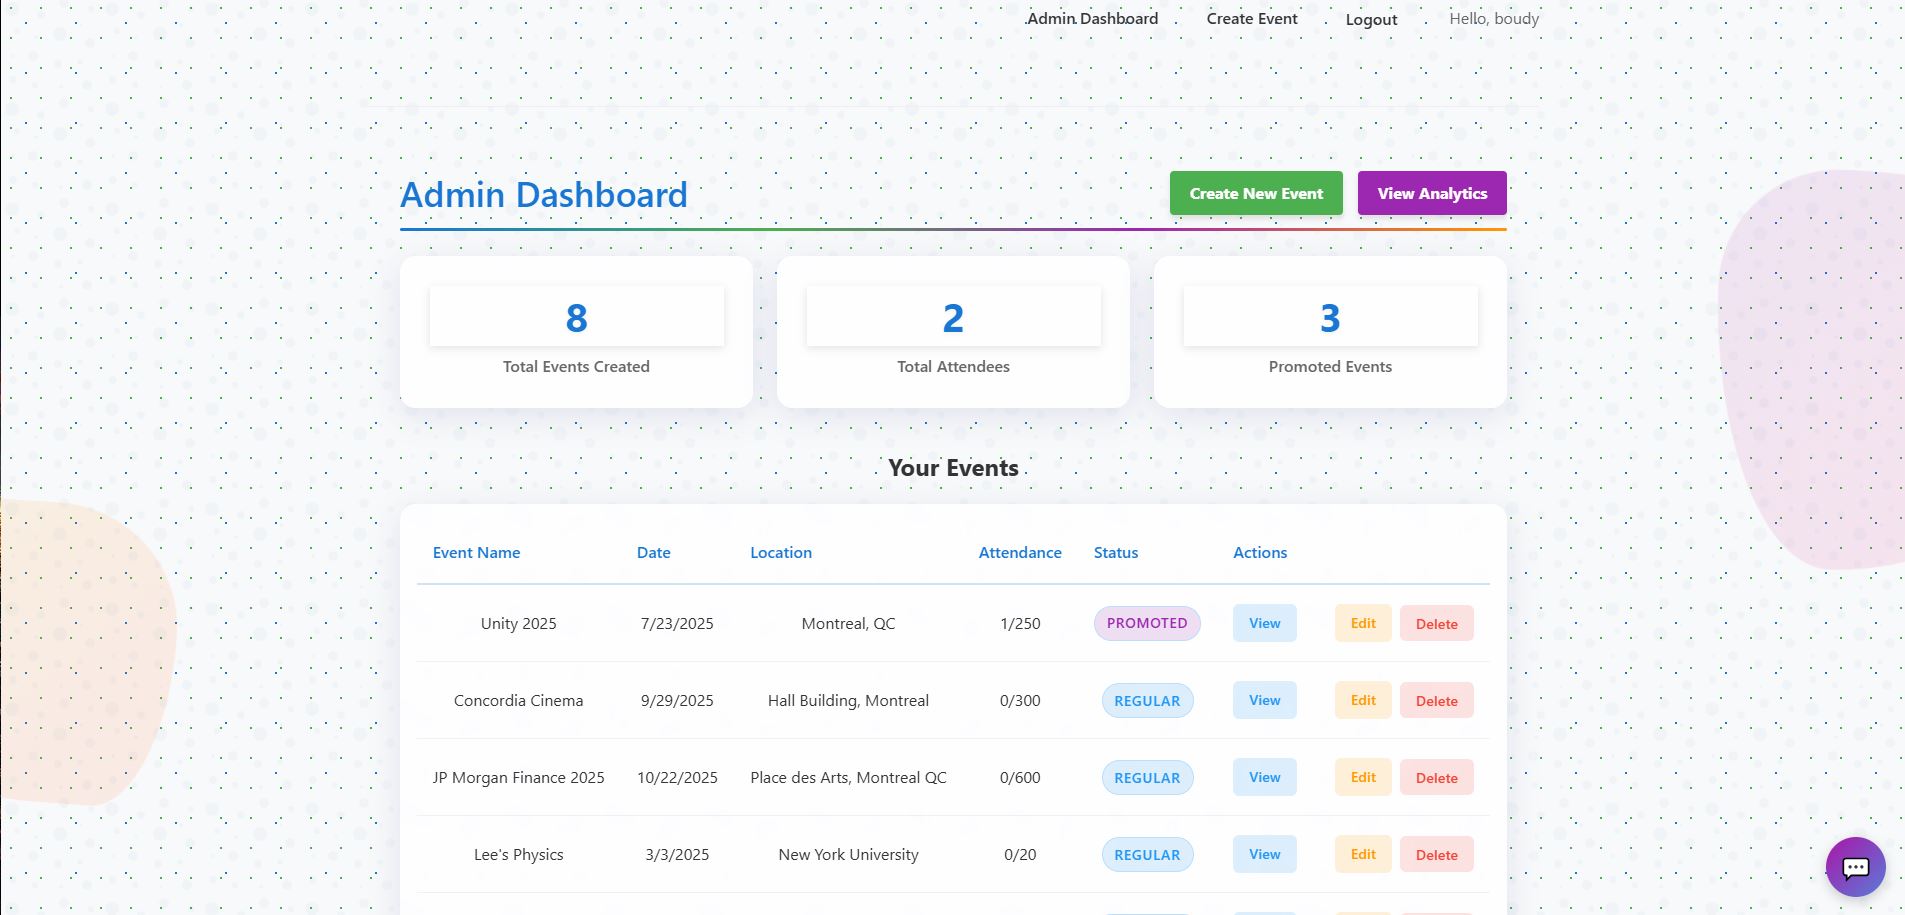 Admin Dashboard Create Event Logout Hello, boudy
Admin Dashboard Create New Event View Analytics
8 2 3
Total Events Created Total Attendees Promoted Events
Your Events
Event Name Date Location Attendance Status Actions
Unity 2025 7/23/2025 Montreal, QC 1/250 PROMOTED View Edit Delete
Concordia Cinema 9/29/2025 Hall Building, Montreal 0/300 REGULAR View Edit Delete
JP Morgan Finance 2025 10/22/2025 Place des Arts, Montreal QC 0/600 REGULAR View Edit Delete
Lee's Physics 3/3/2025 New York University 0/20 REGULAR View Edit Delete